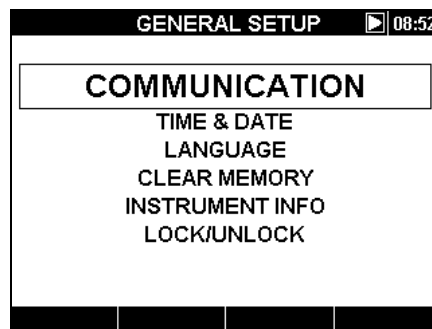 GENERAL SETUP 08:52
COMMUNICATION
TIME & DATE
LANGUAGE
CLEAR MEMORY
INSTRUMENT INFO
LOCK/UNLOCK